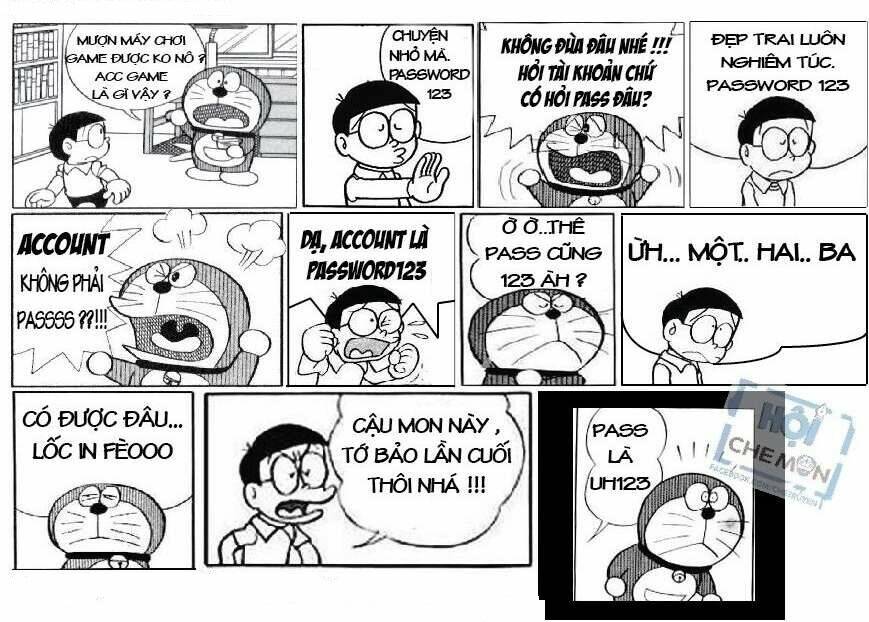 MƯỢN MÁY CHƠI
GAME ĐƯỢC KO NÔ ?
ACC GAME
LÀ GÌ VẬY ?
CHUYỆN
NHỎ MÀ.
PASSWORD
123
KHÔNG ĐÙA ĐÂU NHÉ !!!
HỎI TÀI KHOẢN CHỨ
CÓ HỎI PASS ĐÂU?
ĐẸP TRAI LUÔN
NGHIÊM TÚC.
PASSWORD 123
ACCOUNT
KHÔNG PHẢI
PASSSS ??!!!
DẠ, ACCOUNT LÀ
PASSWORD123
Ờ Ờ..THẾ
PASS CŨNG
123 ÀH ?
ỪH... MỘT.. HAI.. BA
CÓ ĐƯỢC ĐÂU...
LỐC IN FÈOOO
CẬU MON NÀY ,
TỚ BẢO LẦN CUỐI
THÔI NHÁ !!!
PASS
LÀ
UH123
HỘI
CHẾ MÔN